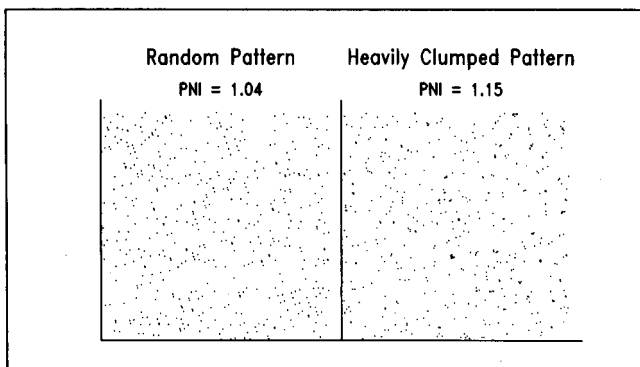 Random Pattern
PNI = 1.04
Heavily Clumped Pattern
PNI = 1.15